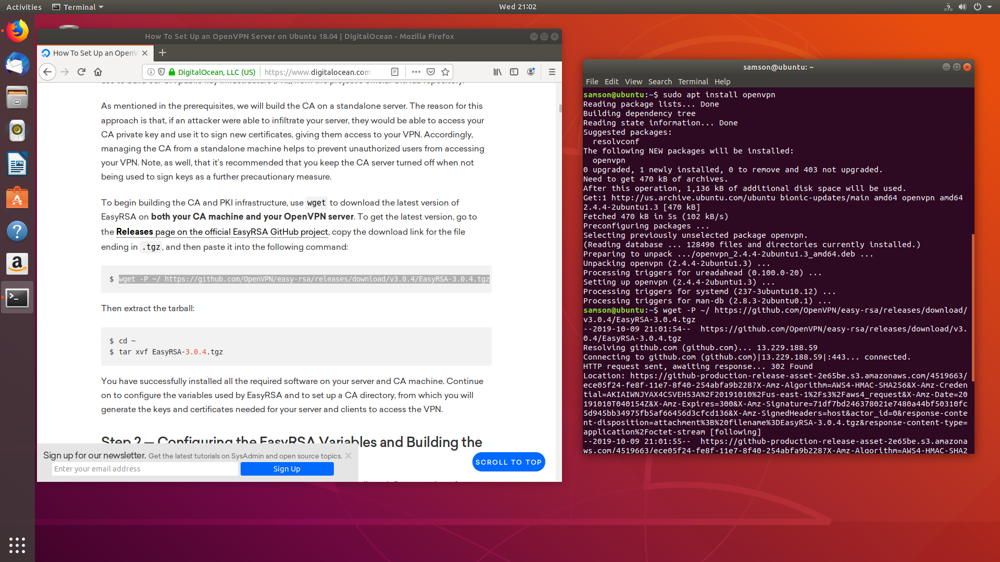 Activities
Terminal
Wed 21:02
?
How To Set Up an OpenVPN Server on Ubuntu 18.04 | DigitalOcean - Mozilla Firefox
How To Set Up an OpenV
DigitalOcean, LLC (US)
https://www.digitalocean.com
As mentioned in the prerequisites, we will build the CA on a standalone server. The reason for this
approach is that, if an attacker were able to infiltrate your server, they would be able to access your
CA private key and use it to sign new certificates, giving them access to your VPN. Accordingly,
managing the CA from a standalone machine helps to prevent unauthorized users from accessing
your VPN. Note, as well, that it's recommended that you keep the CA server turned off when not
being used to sign keys as a further precautionary measure.
To begin building the CA and PKI infrastructure, use wget to download the latest version of
EasyRSA on both your CA machine and your OpenVPN server. To get the latest version, go to
the Releases page on the official EasyRSA GitHub project, copy the download link for the file
ending in .tgz, and then paste it into the following command:
$ wget -P ~/ https://github.com/OpenVPN/easy-rsa/releases/download/v3.0.4/EasyRSA-3.0.4.tgz
Then extract the tarball:
$ cd ~
$ tar xvf EasyRSA-3.0.4.tgz
You have successfully installed all the required software on your server and CA machine. Continue
on to configure the variables used by EasyRSA and to set up a CA directory, from which you will
generate the keys and certificates needed for your server and clients to access the VPN.
Step 2 — Configuring the EasyRSA Variables and Building the
Sign up for our newsletter. Get the latest tutorials on SysAdmin and open source topics.
Enter your email address
Sign Up
SCROLL TO TOP
samson@ubuntu: ~
File Edit View Search Terminal Help
samson@ubuntu:~$ sudo apt install openvpn
Reading package lists... Done
Building dependency tree
Reading state information... Done
Suggested packages:
resolvconf
The following NEW packages will be installed:
openvpn
0 upgraded, 1 newly installed, 0 to remove and 403 not upgraded.
Need to get 470 kB of archives.
After this operation, 1,136 kB of additional disk space will be used.
Get:1 http://us.archive.ubuntu.com/ubuntu bionic-updates/main amd64 openvpn amd64
2.4.4-2ubuntu1.3 [470 kB]
Fetched 470 kB in 5s (102 kB/s)
Preconfiguring packages ...
Selecting previously unselected package openvpn.
(Reading database ... 128490 files and directories currently installed.)
Preparing to unpack .../openvpn_2.4.4-2ubuntu1.3_amd64.deb ...
Unpacking openvpn (2.4.4-2ubuntu1.3) ...
Processing triggers for ureadahead (0.100.0-20) ...
Setting up openvpn (2.4.4-2ubuntu1.3) ...
Processing triggers for systemd (237-3ubuntu10.12) ...
Processing triggers for man-db (2.8.3-2ubuntu0.1) ...
samson@ubuntu:~$ wget -P ~/ https://github.com/OpenVPN/easy-rsa/releases/download/
v3.0.4/EasyRSA-3.0.4.tgz
--2019-10-09 21:01:54-- https://github.com/OpenVPN/easy-rsa/releases/download/v3.
0.4/EasyRSA-3.0.4.tgz
Resolving github.com (github.com)... 13.229.188.59
Connecting to github.com (github.com)|13.229.188.59|:443... connected.
HTTP request sent, awaiting response... 302 Found
Location: https://github-production-release-asset-2e65be.s3.amazonaws.com/4519663/
ece05f24-fe8f-11e7-8f40-254abfa9b228?X-Amz-Algorithm=AWS4-HMAC-SHA256&X-Amz-Creden
tial=AKIAIWNJYAX4CSVEH53A%2F20191010%2Fus-east-1%2Fs3%2Faws4_request&X-Amz-Date=20
191010T040154Z&X-Amz-Expires=300&X-Amz-Signature=71df7bd246378021e7480a44bf50310fc
5d945bb34975fb5af66456d3cfcd136&X-Amz-SignedHeaders=host&actor_id=0&response-conte
nt-disposition=attachment%3B%20filename%3DEasyRSA-3.0.4.tgz&response-content-type=
application%2Foctet-stream [following]
--2019-10-09 21:01:55-- https://github-production-release-asset-2e65be.s3.amazona
ws.com/4519663/ece05f24-fe8f-11e7-8f40-254abfa9b228?X-Amz-Algorithm=AWS4-HMAC-SHA2